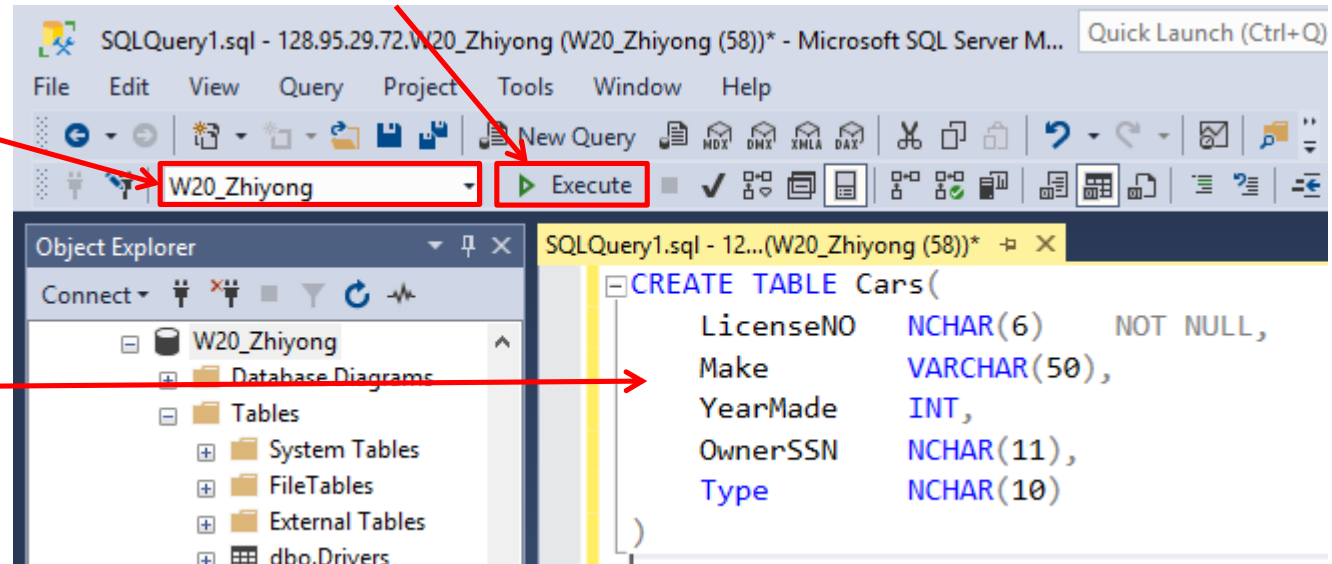 SQLQuery1.sql - 128.95.29.72.W20_Zhiyong (W20_Zhiyong (58))* - Microsoft SQL Server M...
Quick Launch (Ctrl+Q)
File Edit View Query Project Tools Window Help
New Query MDX DMX XMLA DAX
W20_Zhiyong Execute
Object Explorer
SQLQuery1.sql - 12...(W20_Zhiyong (58))*
Connect
W20_Zhiyong
Database Diagrams
Tables
System Tables
FileTables
External Tables
dbo.Drivers
CREATE TABLE Cars(
LicenseNO NCHAR(6) NOT NULL,
Make VARCHAR(50),
YearMade INT,
OwnerSSN NCHAR(11),
Type NCHAR(10)
)